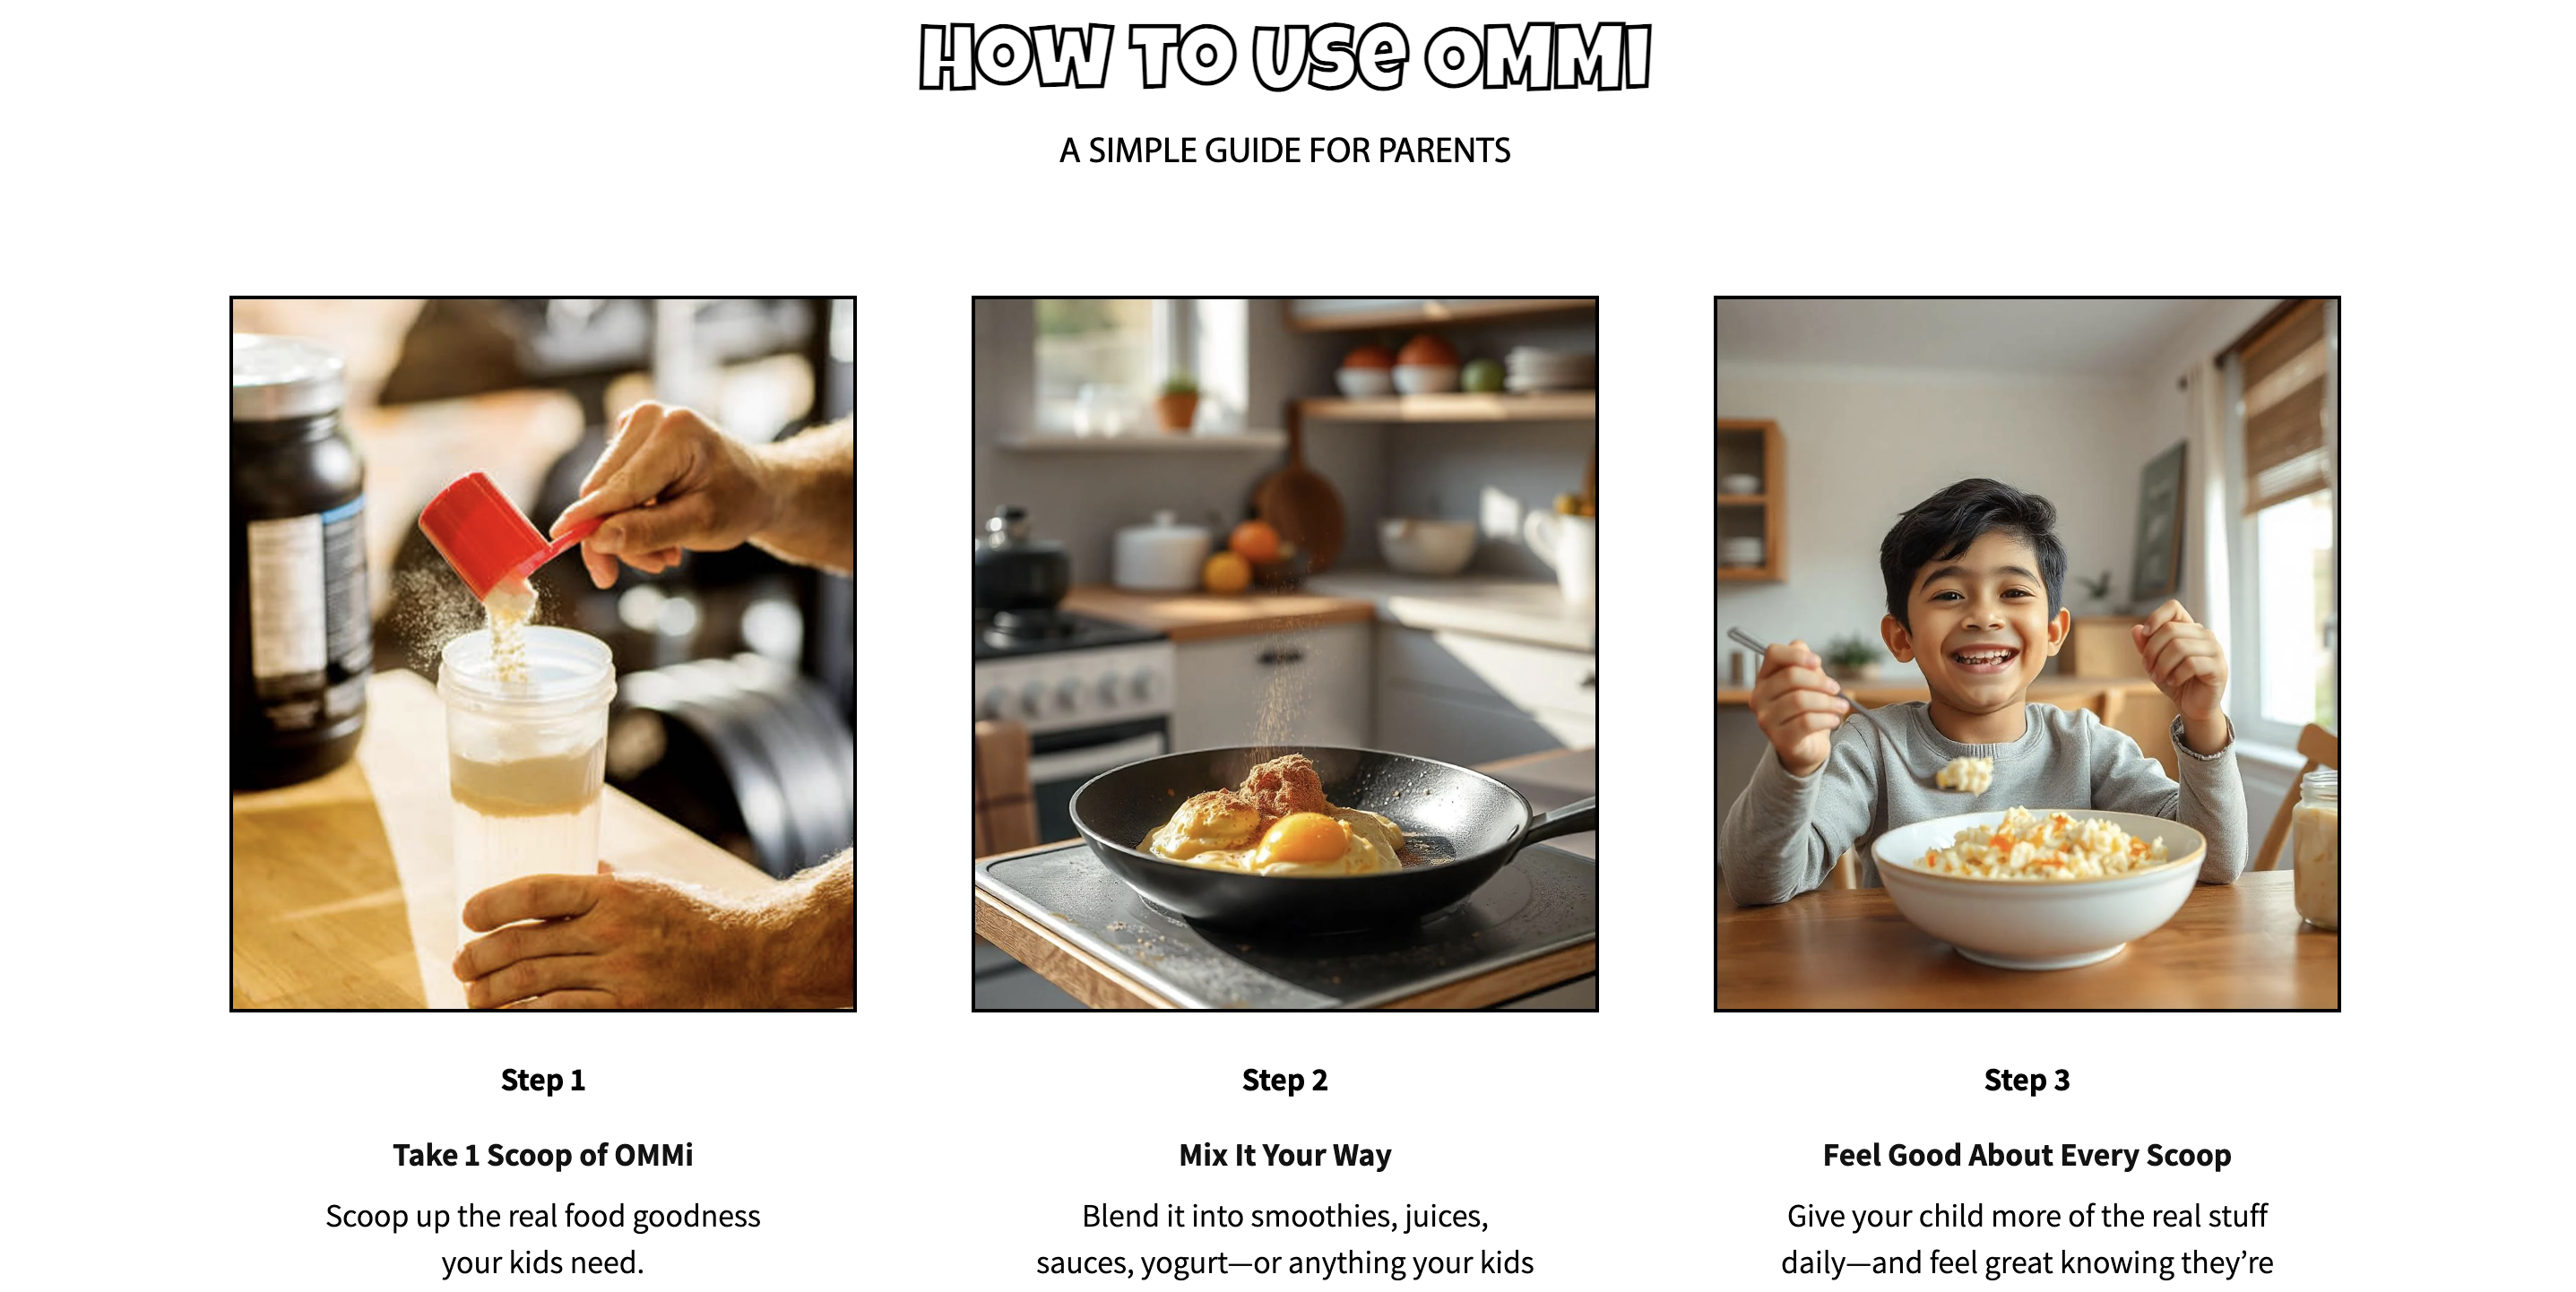 HOW TO USE OMMI
A SIMPLE GUIDE FOR PARENTS
Step 1
Take 1 Scoop of OMMi
Scoop up the real food goodness
your kids need.
Step 2
Mix It Your Way
Blend it into smoothies, juices,
sauces, yogurt—or anything your kids
Step 3
Feel Good About Every Scoop
Give your child more of the real stuff
daily—and feel great knowing they’re